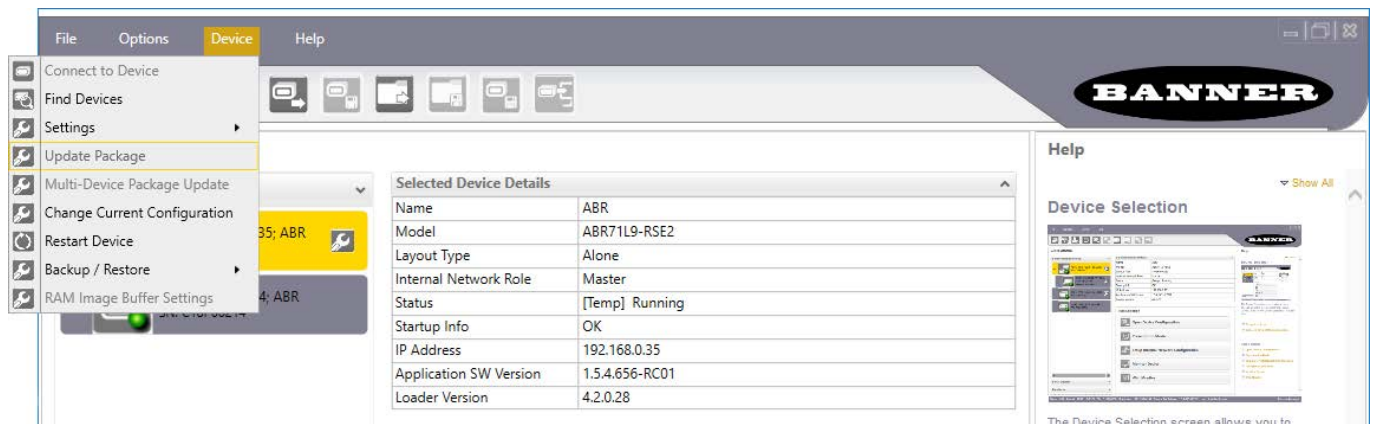 File Options Device Help
BANNER
Connect to Device
Find Devices
Settings
Update Package
Multi-Device Package Update
Change Current Configuration
Restart Device
Backup / Restore
RAM Image Buffer Settings
35; ABR
4; ABR
Selected Device Details
Name ABR
Model ABR71L9-RSE2
Layout Type Alone
Internal Network Role Master
Status [Temp] Running
Startup Info OK
IP Address 192.168.0.35
Application SW Version 1.5.4.656-RC01
Loader Version 4.2.0.28
Help
Show All
Device Selection
The Device Selection screen allows you to